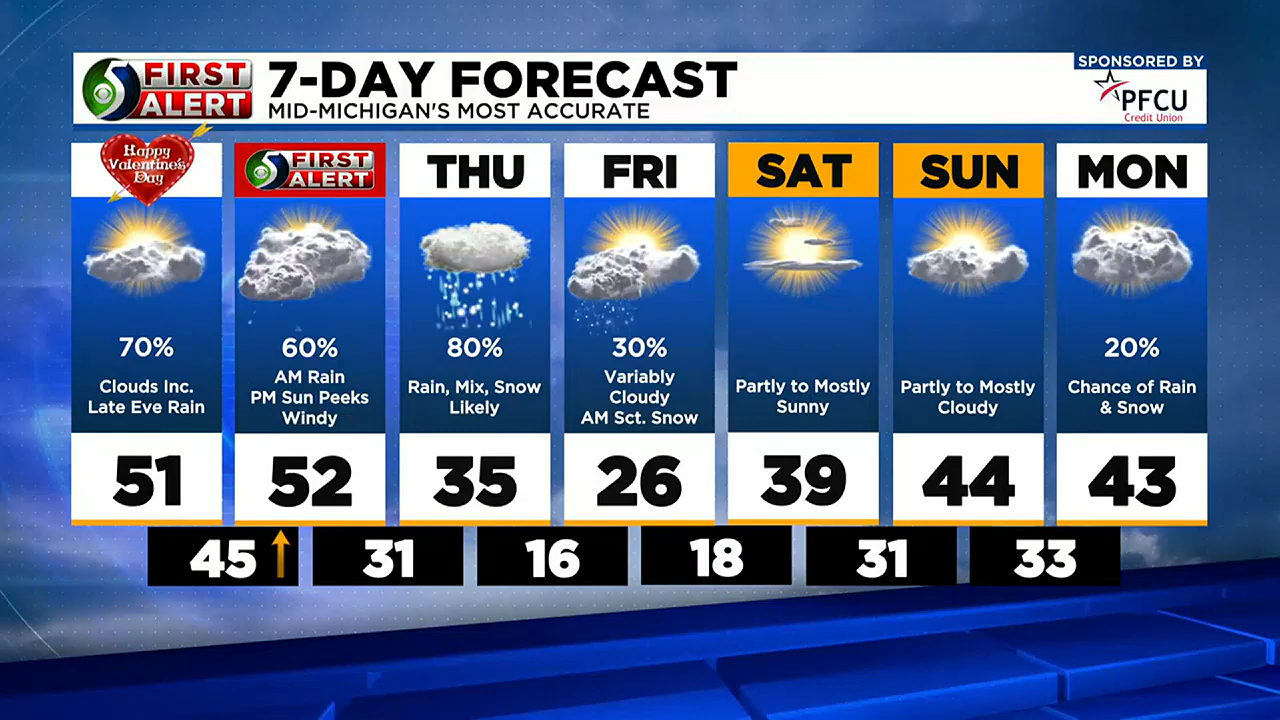 5 FIRST ALERT
7-DAY FORECAST
MID-MICHIGAN'S MOST ACCURATE
SPONSORED BY
PFCU
Credit Union
Happy
Valentine's
Day
70%
Clouds Inc.
Late Eve Rain
51
5 FIRST ALERT
60%
AM Rain
PM Sun Peeks
Windy
52
THU
80%
Rain, Mix, Snow
Likely
35
FRI
30%
Variably
Cloudy
AM Sct. Snow
26
SAT
Partly to Mostly
Sunny
39
SUN
Partly to Mostly
Cloudy
44
MON
20%
Chance of Rain
& Snow
43
45
31
16
18
31
33